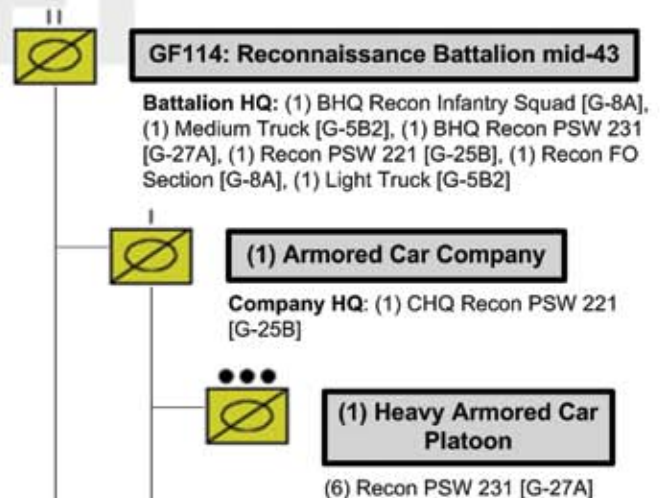 GF114: Reconnaissance Battalion mid-43
Battalion HQ: (1) BHQ Recon Infantry Squad [G-8A],
(1) Medium Truck [G-5B2], (1) BHQ Recon PSW 231
[G-27A], (1) Recon PSW 221 [G-25B], (1) Recon FO
Section [G-8A], (1) Light Truck [G-5B2]
(1) Armored Car Company
Company HQ: (1) CHQ Recon PSW 221
[G-25B]
(1) Heavy Armored Car
Platoon
(6) Recon PSW 231 [G-27A]